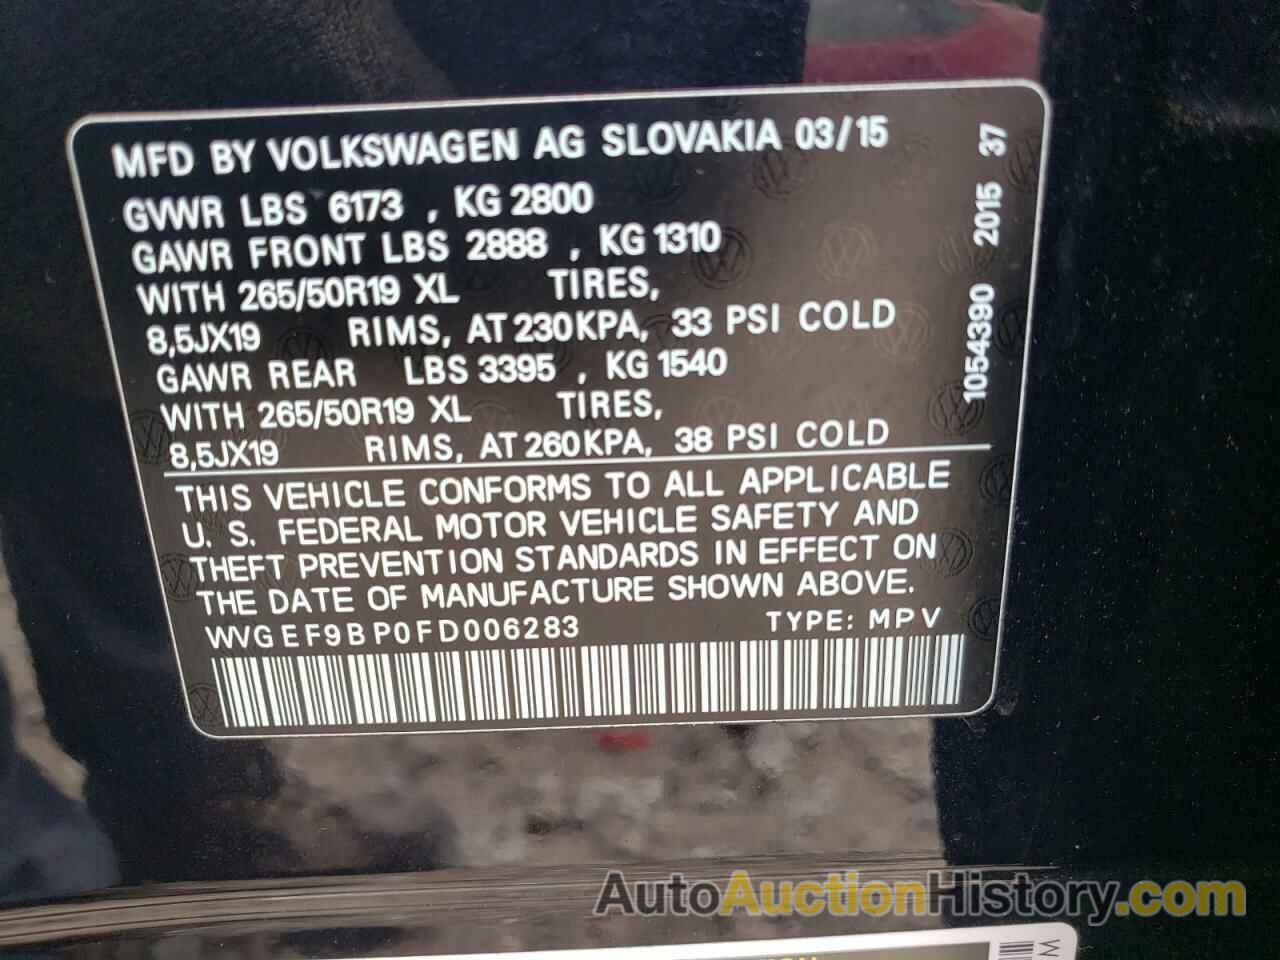 MFD BY VOLKSWAGEN AG SLOVAKIA 03/15
GVWR LBS 6173 , KG 2800
GAWR FRONT LBS 2888 , KG 1310
WITH 265/50R19 XL TIRES,
8,5JX19 RIMS, AT 230KPA, 33 PSI COLD
GAWR REAR LBS 3395 , KG 1540
WITH 265/50R19 XL TIRES,
8,5JX19 RIMS, AT 260KPA, 38 PSI COLD
THIS VEHICLE CONFORMS TO ALL APPLICABLE
U. S. FEDERAL MOTOR VEHICLE SAFETY AND
THEFT PREVENTION STANDARDS IN EFFECT ON
THE DATE OF MANUFACTURE SHOWN ABOVE.
WVGEF9BP0FD006283 TYPE: MPV
1054390 2015 37
AutoAuctionHistory.com
W